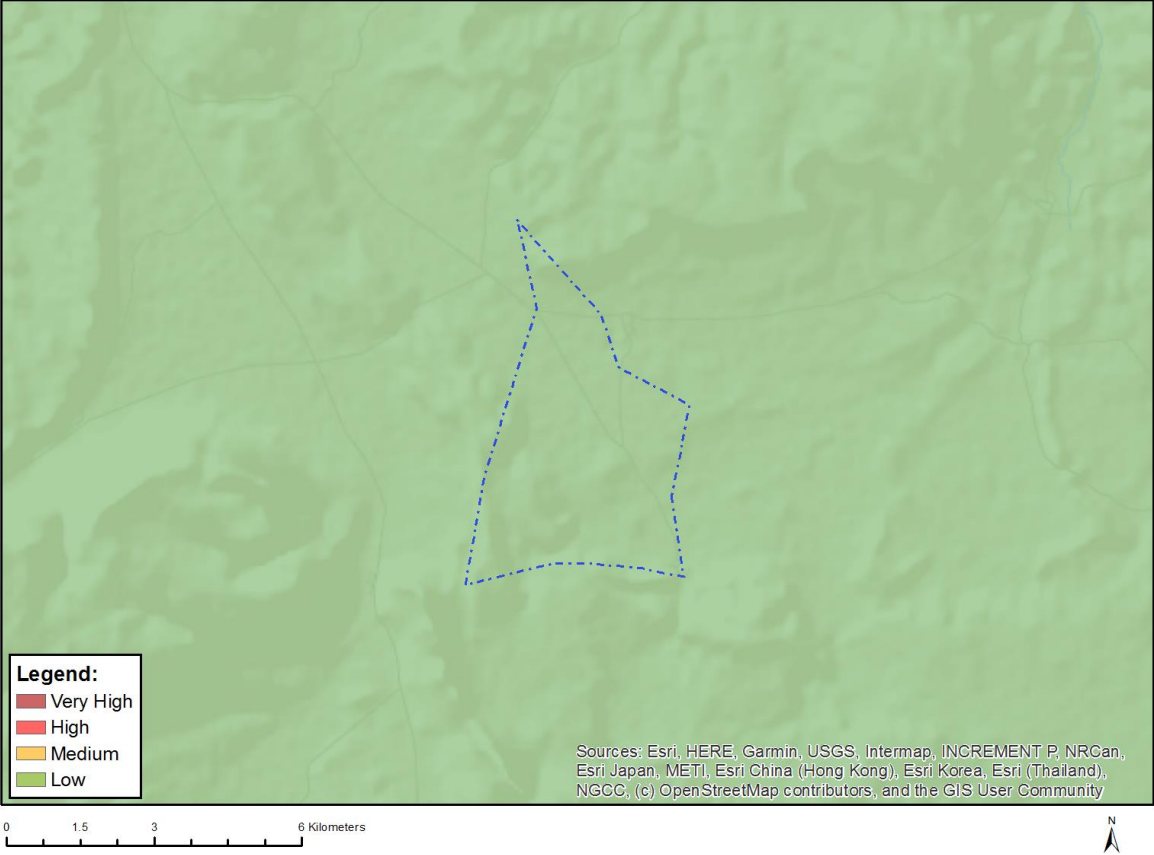 Legend:
Very High
High
Medium
Low
Sources: Esri, HERE, Garmin, USGS, Intermap, INCREMENT P, NRCan,
Esri Japan, METI, Esri China (Hong Kong), Esri Korea, Esri (Thailand),
NGCC, (c) OpenStreetMap contributors, and the GIS User Community
0 1.5 3 6 Kilometers
N